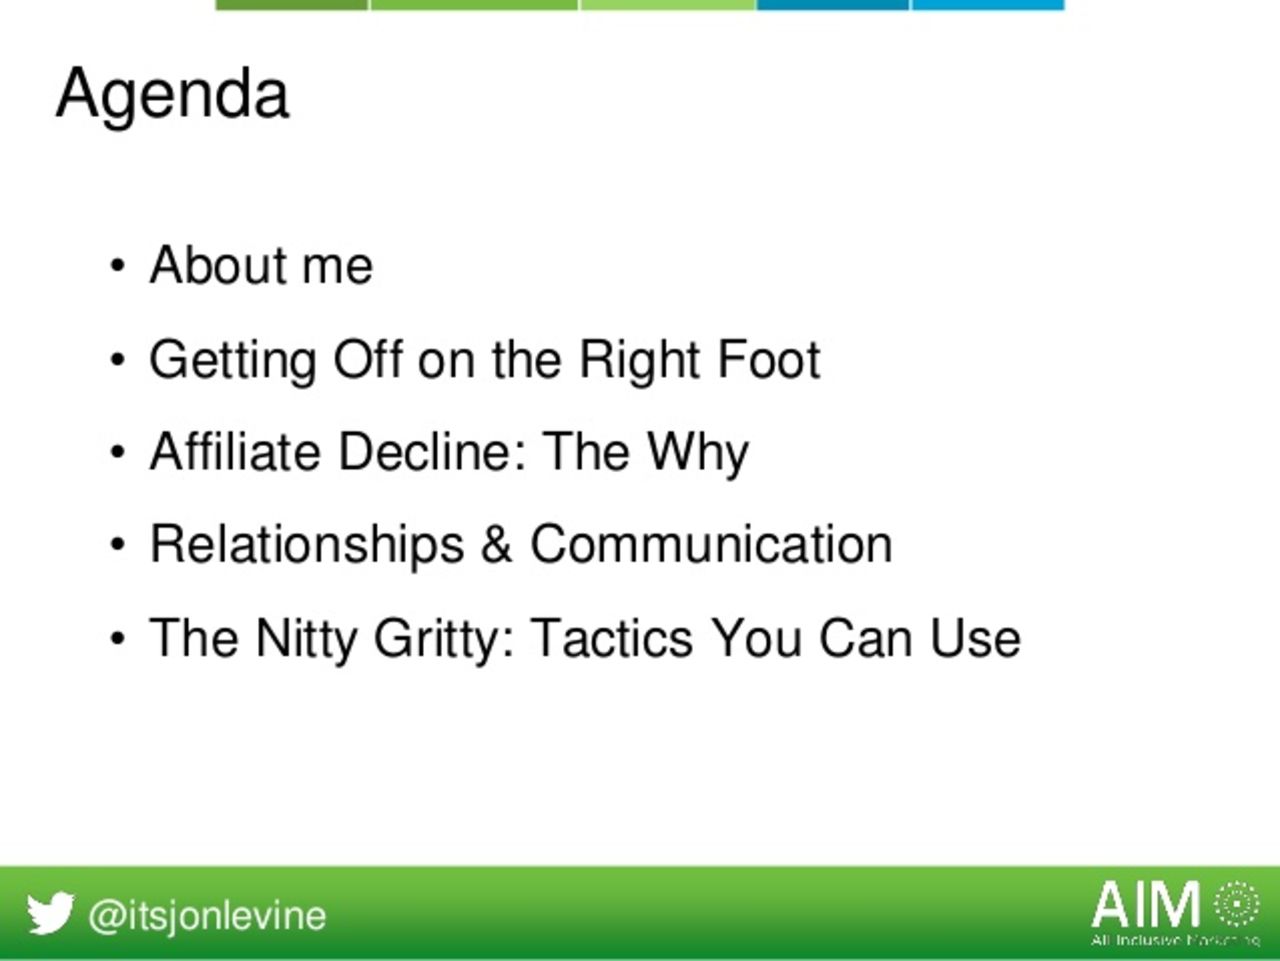 Agenda
• About me
• Getting Off on the Right Foot
• Affiliate Decline: The Why
• Relationships & Communication
• The Nitty Gritty: Tactics You Can Use
@itsjonlevine
AIM
All Inclusive Marketing